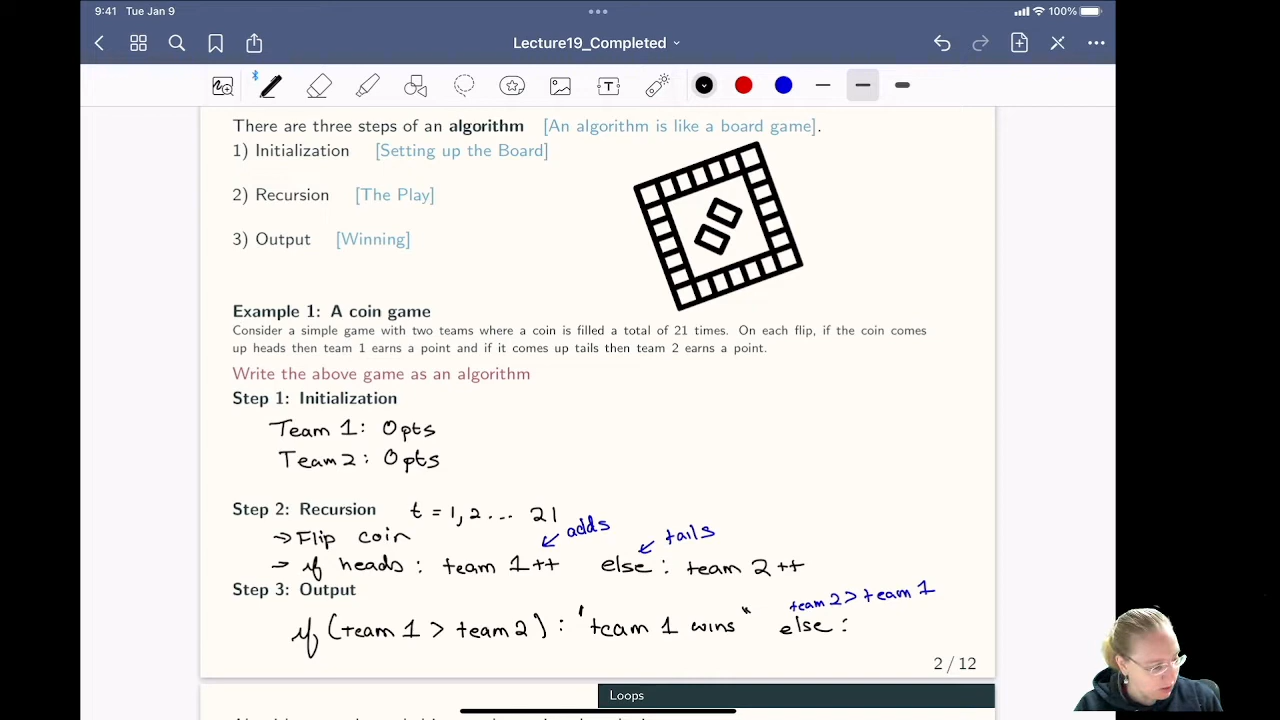 9:41 Tue Jan 9
100%
Lecture19_Completed
There are three steps of an algorithm [An algorithm is like a board game].
1) Initialization [Setting up the Board]
2) Recursion [The Play]
3) Output [Winning]
Example 1: A coin game
Consider a simple game with two teams where a coin is filled a total of 21 times. On each flip, if the coin comes
up heads then team 1 earns a point and if it comes up tails then team 2 earns a point.
Write the above game as an algorithm
Step 1: Initialization
Team 1: 0 pts
Team 2: 0 pts
Step 2: Recursion t = 1, 2 ... 21
adds
tails
→ Flip coin
→ if heads: team 1++ else: team 2++
Step 3: Output
team 2 > team 1
if (team 1 > team 2): "team 1 wins" else:
2 / 12
Loops